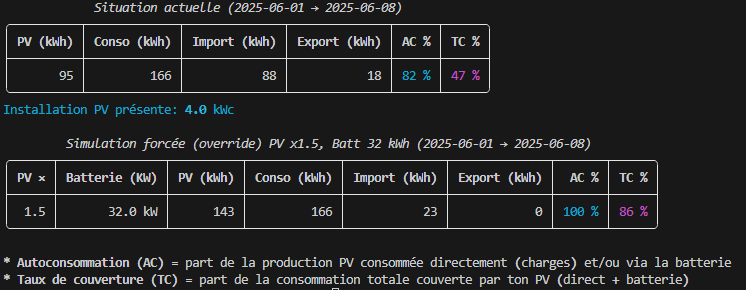 Situation actuelle (2025-06-01 → 2025-06-08)
PV (kWh) Conso (kWh) Import (kWh) Export (kWh) AC % TC %
95 166 88 18 82 % 47 %
Installation PV présente: 4.0 kWc
Simulation forcée (override) PV x1.5, Batt 32 kWh (2025-06-01 → 2025-06-08)
PV × Batterie (KW) PV (kWh) Conso (kWh) Import (kWh) Export (kWh) AC % TC %
1.5 32.0 kW 143 166 23 0 100 % 86 %
* Autoconsommation (AC) = part de la production PV consommée directement (charges) et/ou via la batterie
* Taux de couverture (TC) = part de la consommation totale couverte par ton PV (direct + batterie)